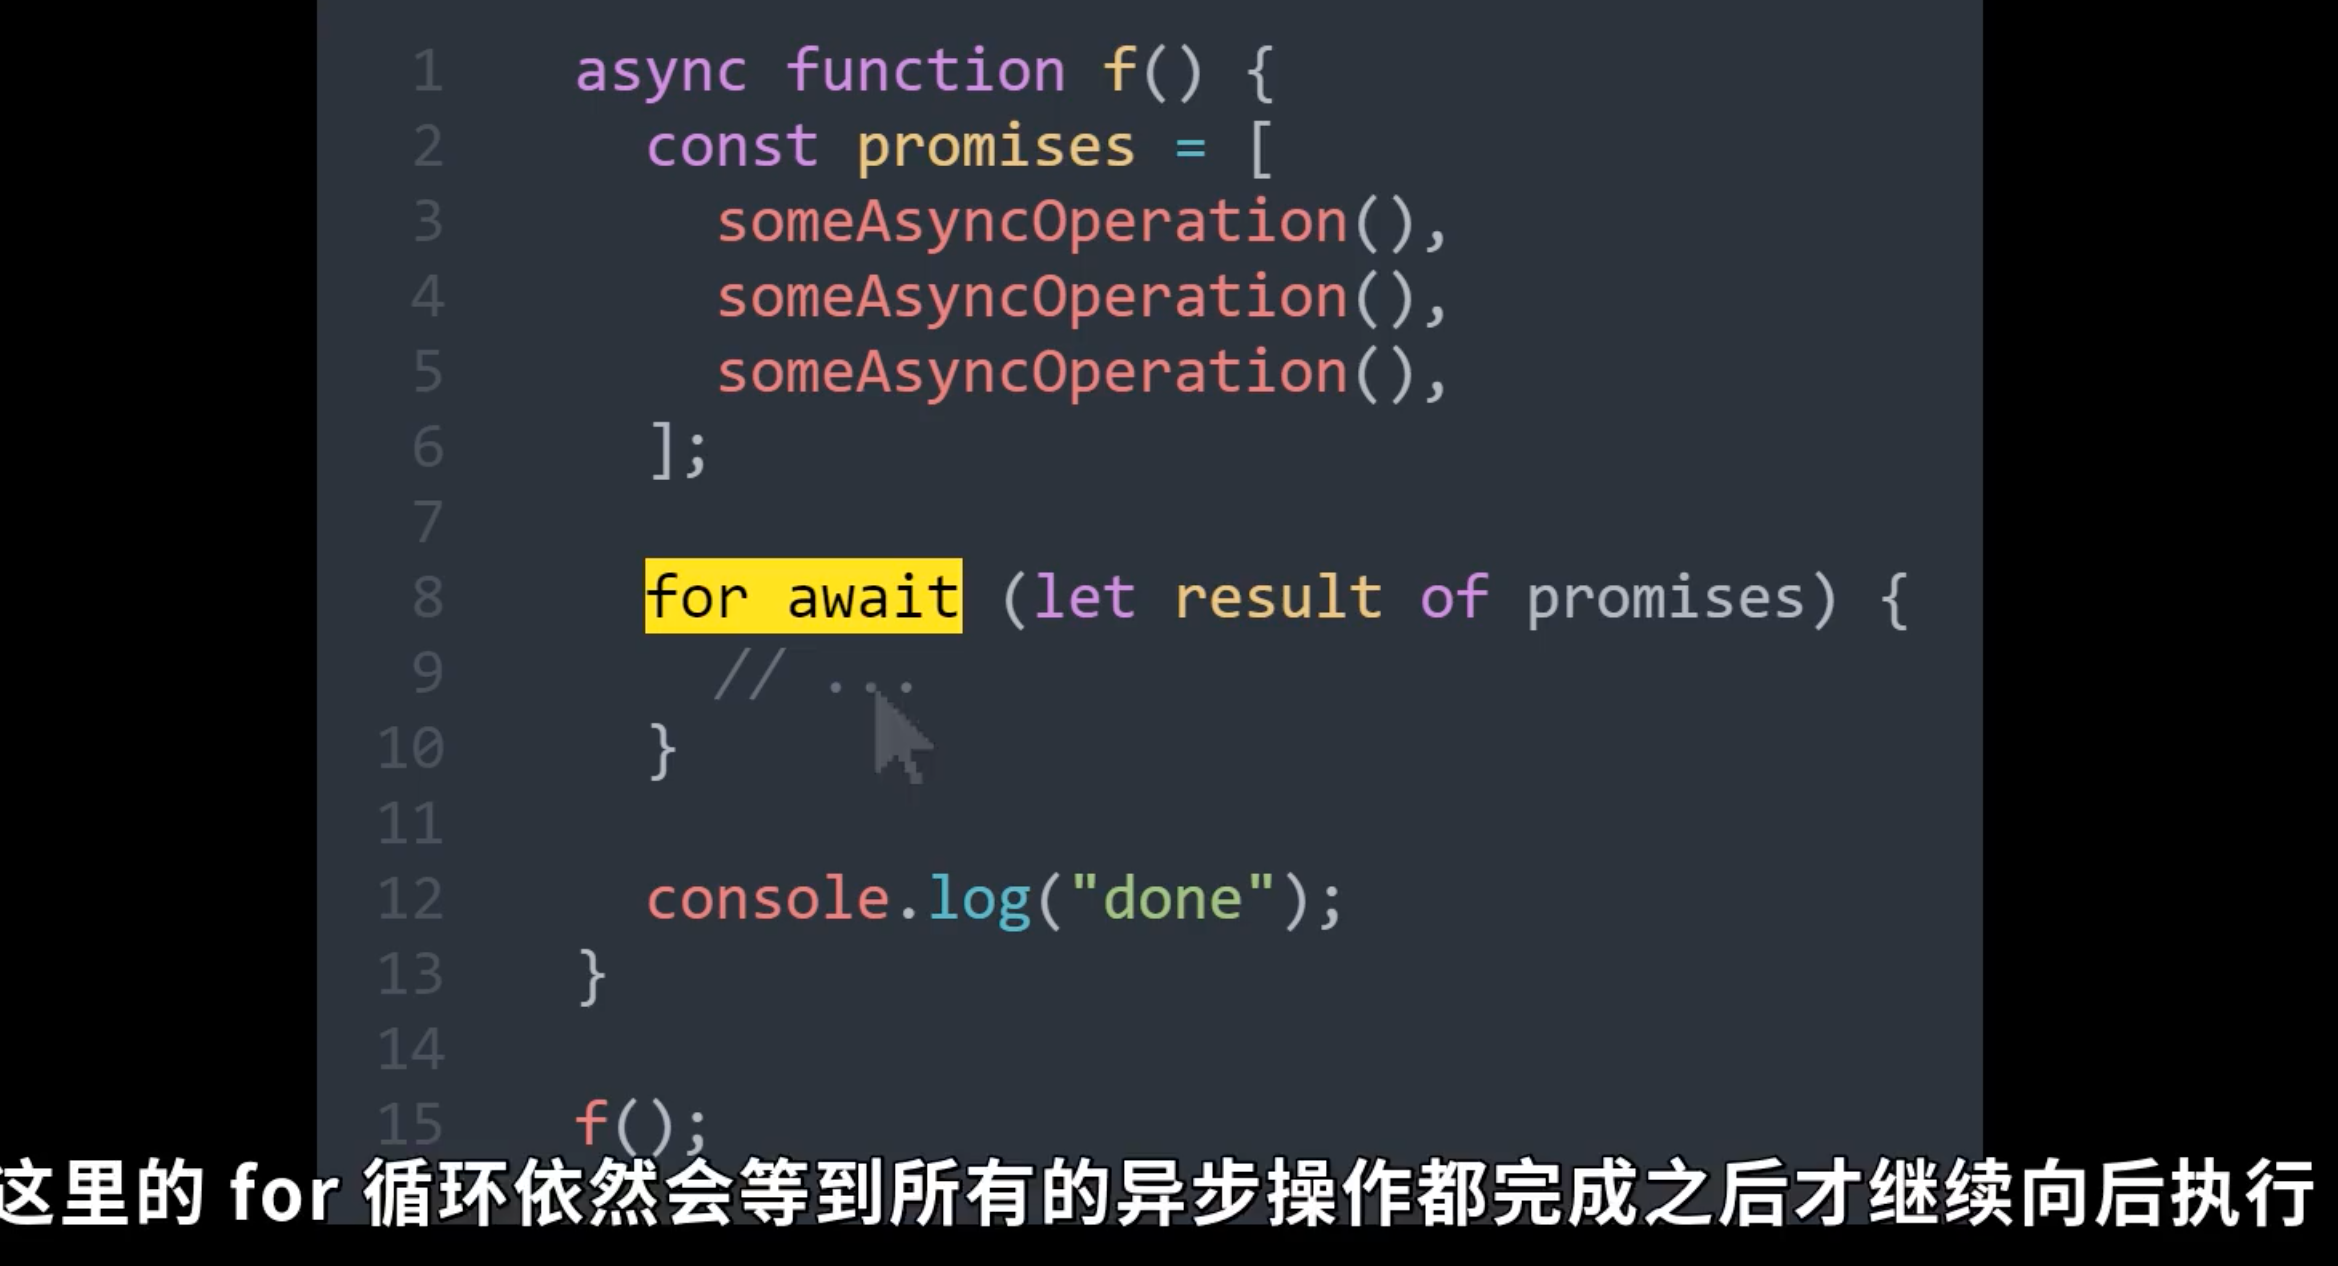 1 async function f() {
2 const promises = [
3 someAsyncOperation(),
4 someAsyncOperation(),
5 someAsyncOperation(),
6 ];
7
8 for await (let result of promises) {
9 // ...
10 }
11
12 console.log("done");
13 }
14
15 f();
这里的 for 循环依然会等到所有的异步操作都完成之后才继续向后执行